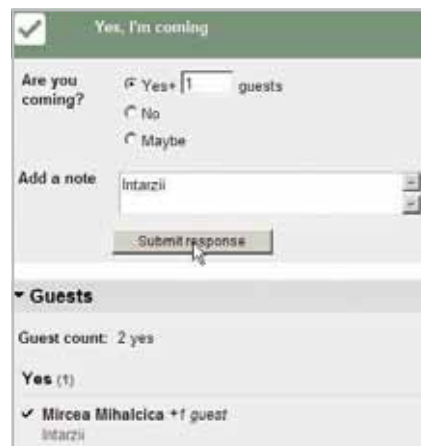 Yes, I'm coming
Are you coming?
Yes+ 1 guests
No
Maybe
Add a note
Intarzii
Submit response
Guests
Guest count: 2 yes
Yes (1)
Mircea Mihalcica +1 guest
Intarzii